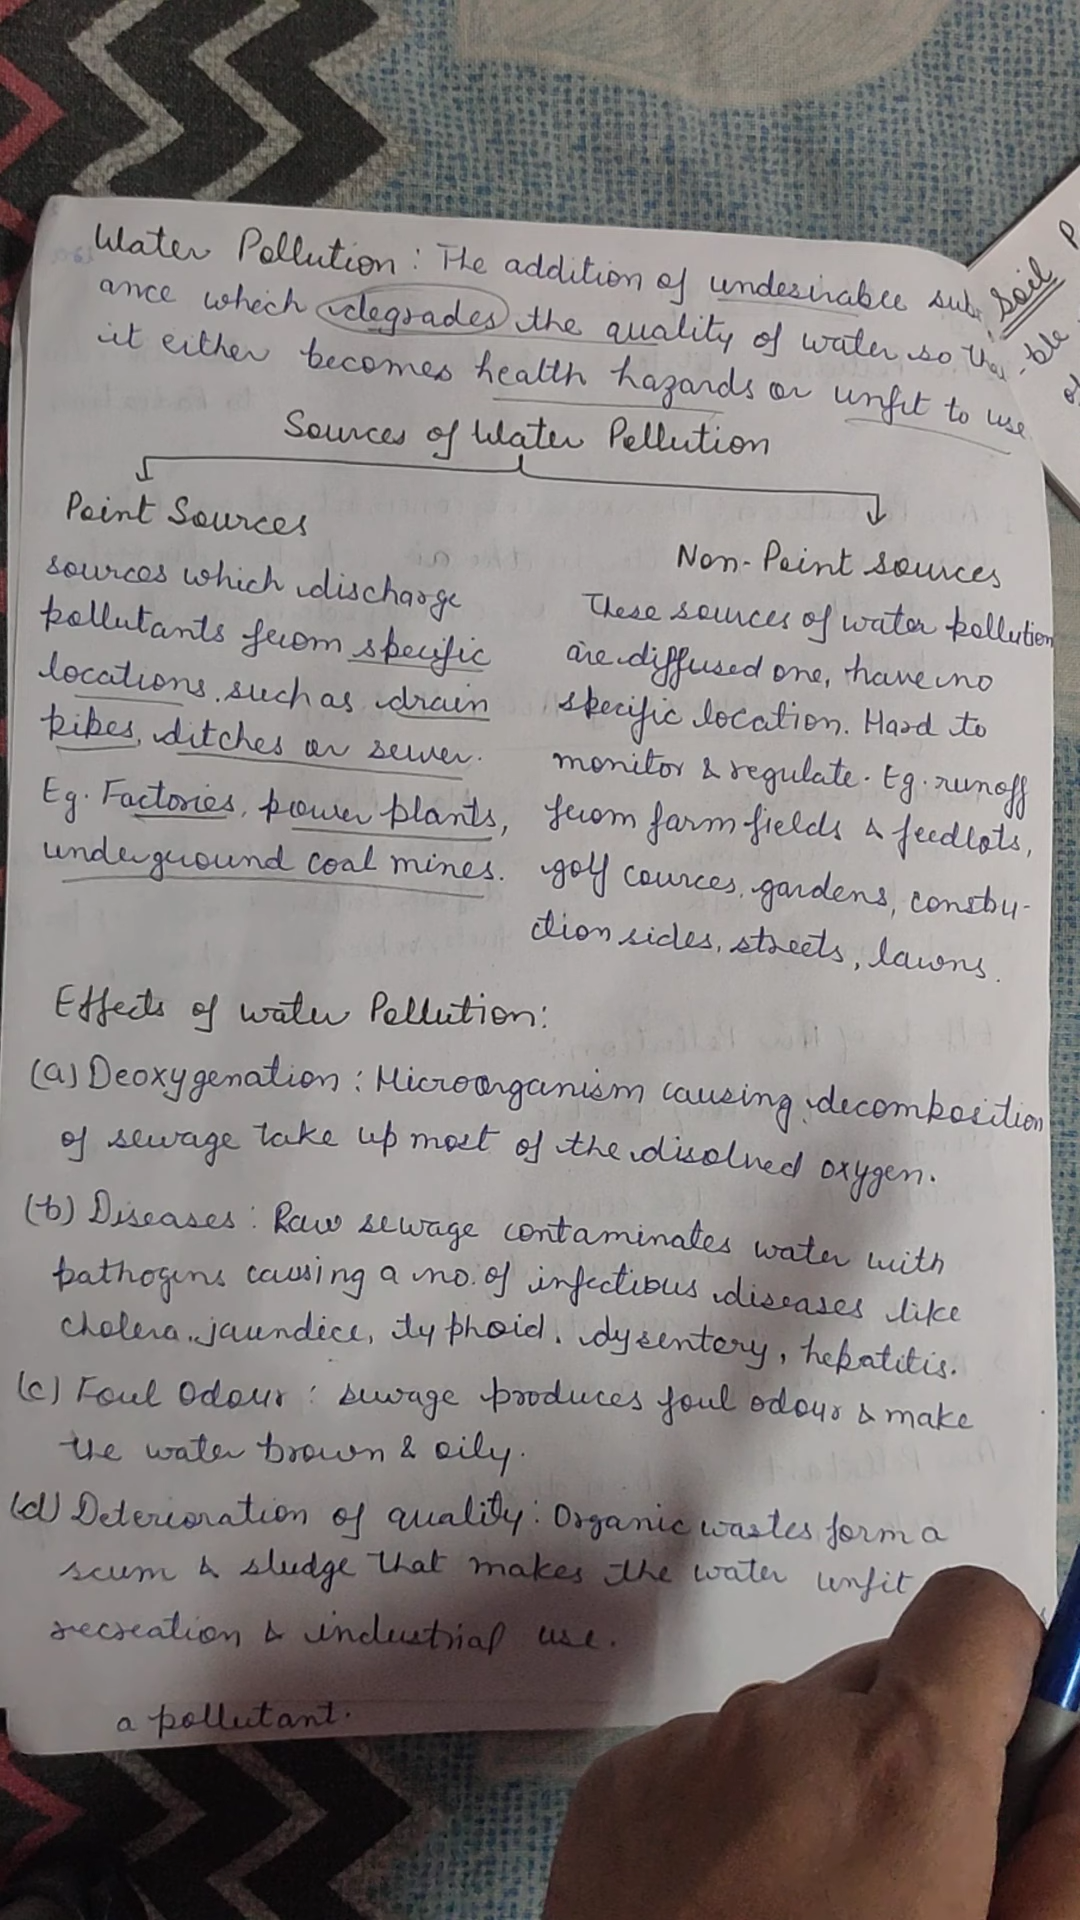 Water Pollution : The addition of undesirable subs
ance which degrades the quality of water so tha
it either becomes health hazards or unfit to use
Sources of Water Pollution
Point Sources
sources which discharge
pollutants from specific
locations, such as drain
pipes, ditches or sewer.
Eg. Factories, power plants,
underground coal mines.
Non-Point sources
These sources of water pollution
are diffused one, have no
specific location. Hard to
monitor & regulate. Eg. runoff
from farm fields & feedlots,
golf cources, gardens, constru-
ction sides, streets, lawns.
Effects of water Pollution:
(a) Deoxygenation : Microorganism causing decomposition
of sewage take up most of the disolved oxygen.
(b) Diseases : Raw sewage contaminates water with
pathogens causing a no. of infectious diseases like
cholera, jaundice, typhoid, dysentery, hepatitis.
(c) Foul Odour : sewage produces foul odour & make
the water brown & oily.
(d) Deterioration of quality : Organic wastes form a
scum & sludge that makes the water unfit
recreation & industrial use.
a pollutant.
Soil P
-ble